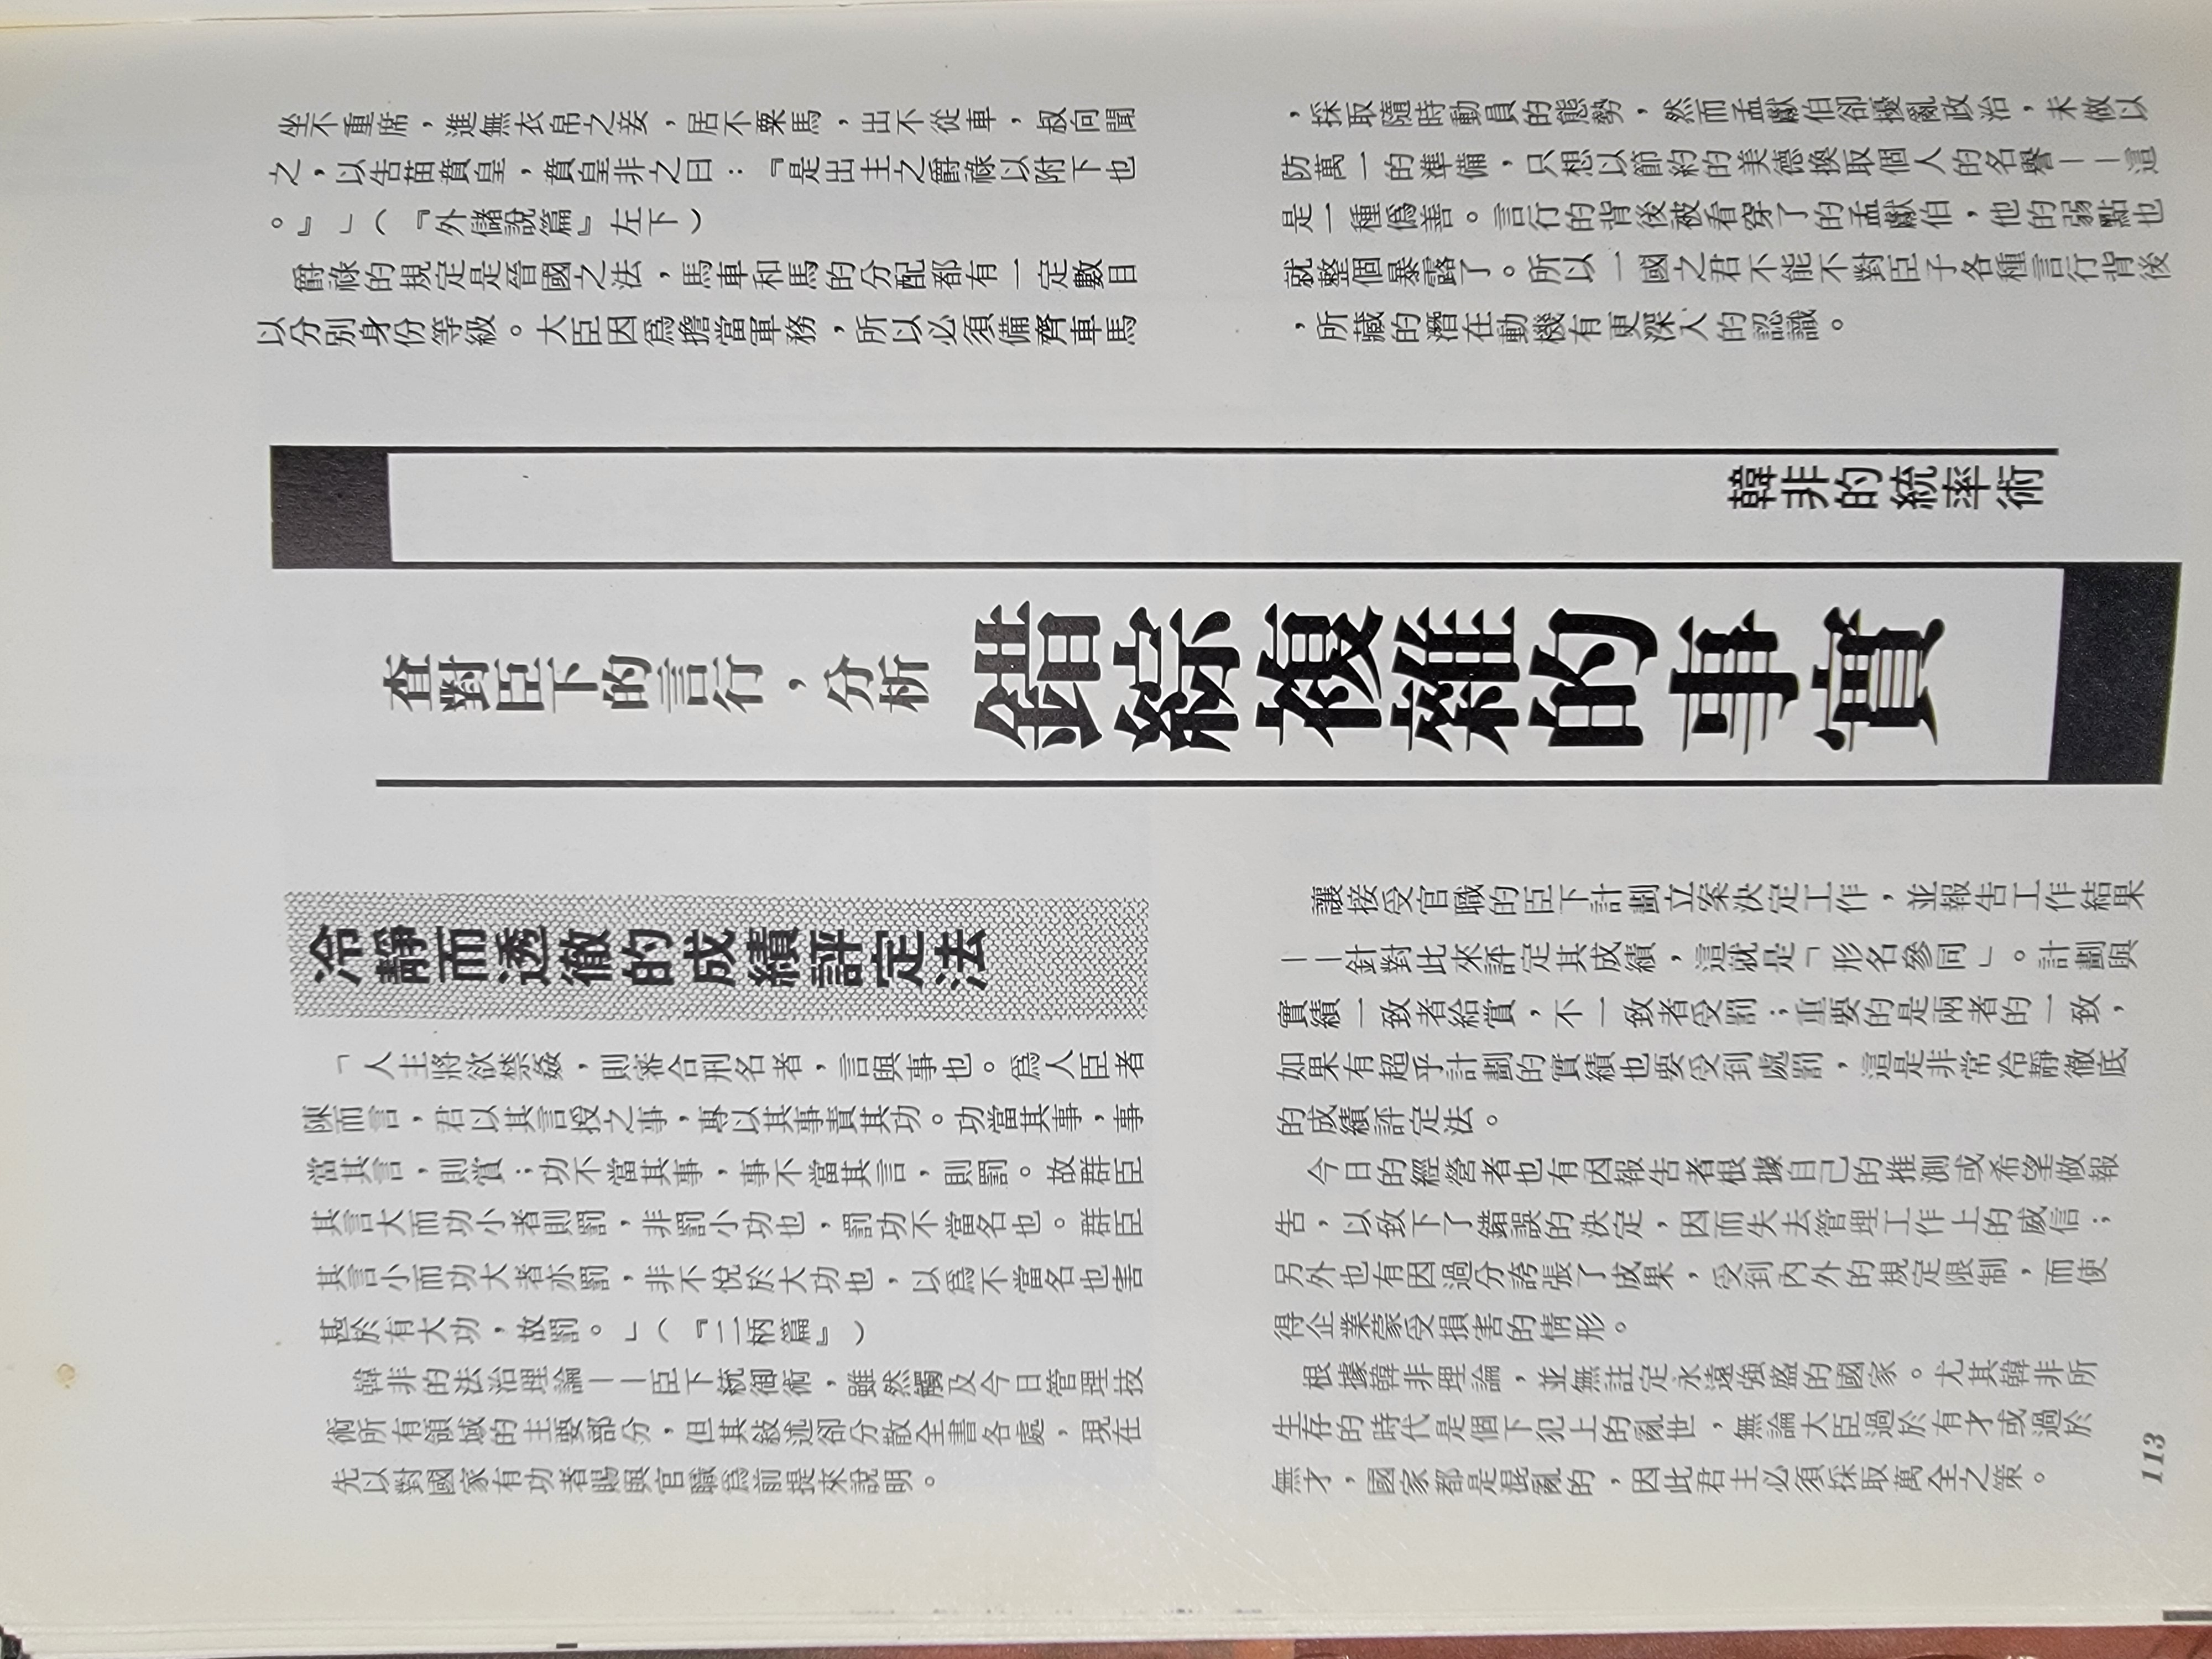 坐不重席，進無衣帛之妾，居不粟馬，出不從車，叔向聞
之，以告苗賁皇，賁皇非之曰：『是出主之爵祿以附下也
。』」（『外儲說篇』左下）
爵祿的規定是晉國之法，馬車和馬的分配都有一定數目
以分別身份等級。大臣因爲擔當軍務，所以必須備齊車馬
，採取隨時動員的態勢，然而孟獻伯卻擾亂政治，未做以
防萬一的準備，只想以節約的美德換取個人的名譽——這
是一種僞善。言行的背後被看穿了的孟獻伯，他的弱點也
就整個暴露了。所以一國之君不能不對臣子各種言行背後
，所藏的潛在動機有更深入的認識。
韓非的統率術
查對臣下的言行，分析
錯綜複雜的事實
冷靜而透徹的成績評定法
「人主將欲禁姦，則審合刑名者，言與事也。爲人臣者
陳而言，君以其言授之事，專以其事責其功。功當其事，事
當其言，則賞；功不當其事，事不當其言，則罰。故群臣
其言大而功小者則罰，非罰小功也，罰功不當名也。群臣
其言小而功大者亦罰，非不悅於大功也，以爲不當名也害
甚於有大功，故罰。」（『二柄篇』）
韓非的法治理論——臣下統御術，雖然觸及今日管理技
術所有領域的主要部分，但其敍述卻分散全書各處，現在
先以對國家有功者賜與官職爲前提來說明。
讓接受官職的臣下計劃立案決定工作，並報告工作結果
——針對此來評定其成績，這就是「形名參同」。計劃與
實績一致者給賞，不一致者受罰；重要的是兩者的一致，
如果有超乎計劃的實績也要受到處罰，這是非常冷靜徹底
的成績評定法。
今日的經營者也有因報告者根據自己的推測或希望做報
告，以致下了錯誤的決定，因而失去管理工作上的威信；
另外也有因過分誇張了成果，受到內外的規定限制，而使
得企業蒙受損害的情形。
根據韓非理論，並無註定永遠強盛的國家。尤其韓非所
生存的時代是個下犯上的亂世，無論大臣過於有才或過於
無才，國家都是混亂的，因此君主必須採取萬全之策。
113